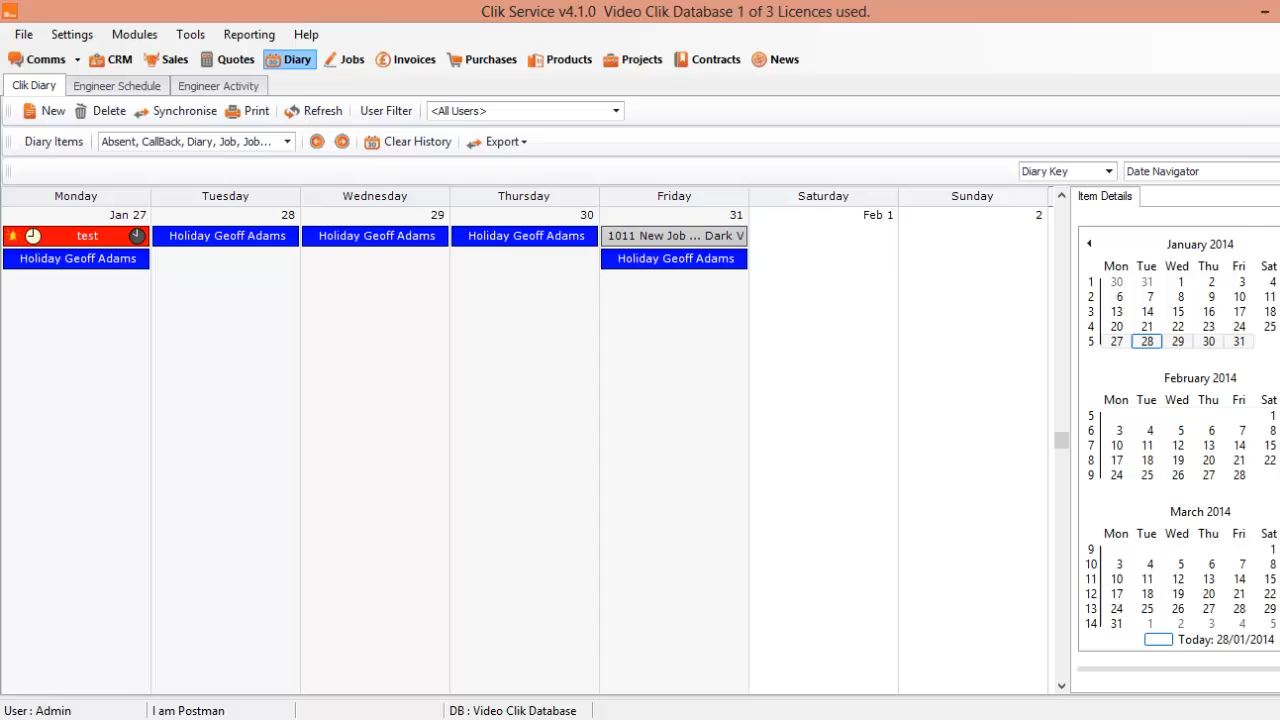 Clik Service v4.1.0 Video Clik Database 1 of 3 Licences used.
File Settings Modules Tools Reporting Help
Comms CRM Sales Quotes Diary Jobs Invoices Purchases Products Projects Contracts News
Clik Diary Engineer Schedule Engineer Activity
New Delete Synchronise Print Refresh User Filter <All Users>
Diary Items Absent, CallBack, Diary, Job, Job... Clear History Export
Diary Key Date Navigator
Monday Tuesday Wednesday Thursday Friday Saturday Sunday
Jan 27 28 29 30 31 Feb 1 2
test Holiday Geoff Adams Holiday Geoff Adams Holiday Geoff Adams 1011 New Job ... Dark V
Holiday Geoff Adams Holiday Geoff Adams
Item Details
January 2014
Mon Tue Wed Thu Fri Sat
1 30 31 1 2 3 4
2 6 7 8 9 10 11
3 13 14 15 16 17 18
4 20 21 22 23 24 25
5 27 28 29 30 31
February 2014
Mon Tue Wed Thu Fri Sat
5 1
6 3 4 5 6 7 8
7 10 11 12 13 14 15
8 17 18 19 20 21 22
9 24 25 26 27 28
March 2014
Mon Tue Wed Thu Fri Sat
9 1
10 3 4 5 6 7 8
11 10 11 12 13 14 15
12 17 18 19 20 21 22
13 24 25 26 27 28 29
14 31 1 2 3 4 5
Today: 28/01/2014
User : Admin I am Postman DB : Video Clik Database